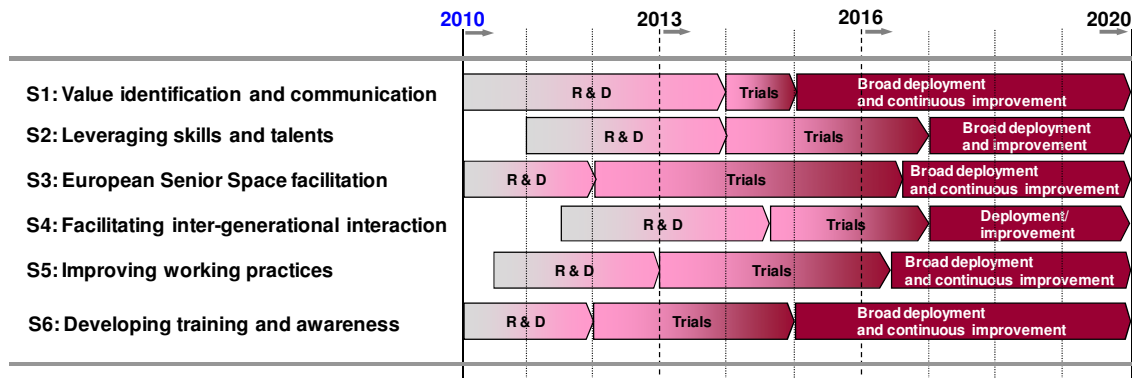 2010 2013 2016 2020
S1: Value identification and communication
R & D
Trials
Broad deployment
and continuous improvement
S2: Leveraging skills and talents
R & D
Trials
Broad deployment
and improvement
S3: European Senior Space facilitation
R & D
Trials
Broad deployment
and continuous improvement
S4: Facilitating inter-generational interaction
R & D
Trials
Deployment/
improvement
S5: Improving working practices
R & D
Trials
Broad deployment
and continuous improvement
S6: Developing training and awareness
R & D
Trials
Broad deployment
and continuous improvement